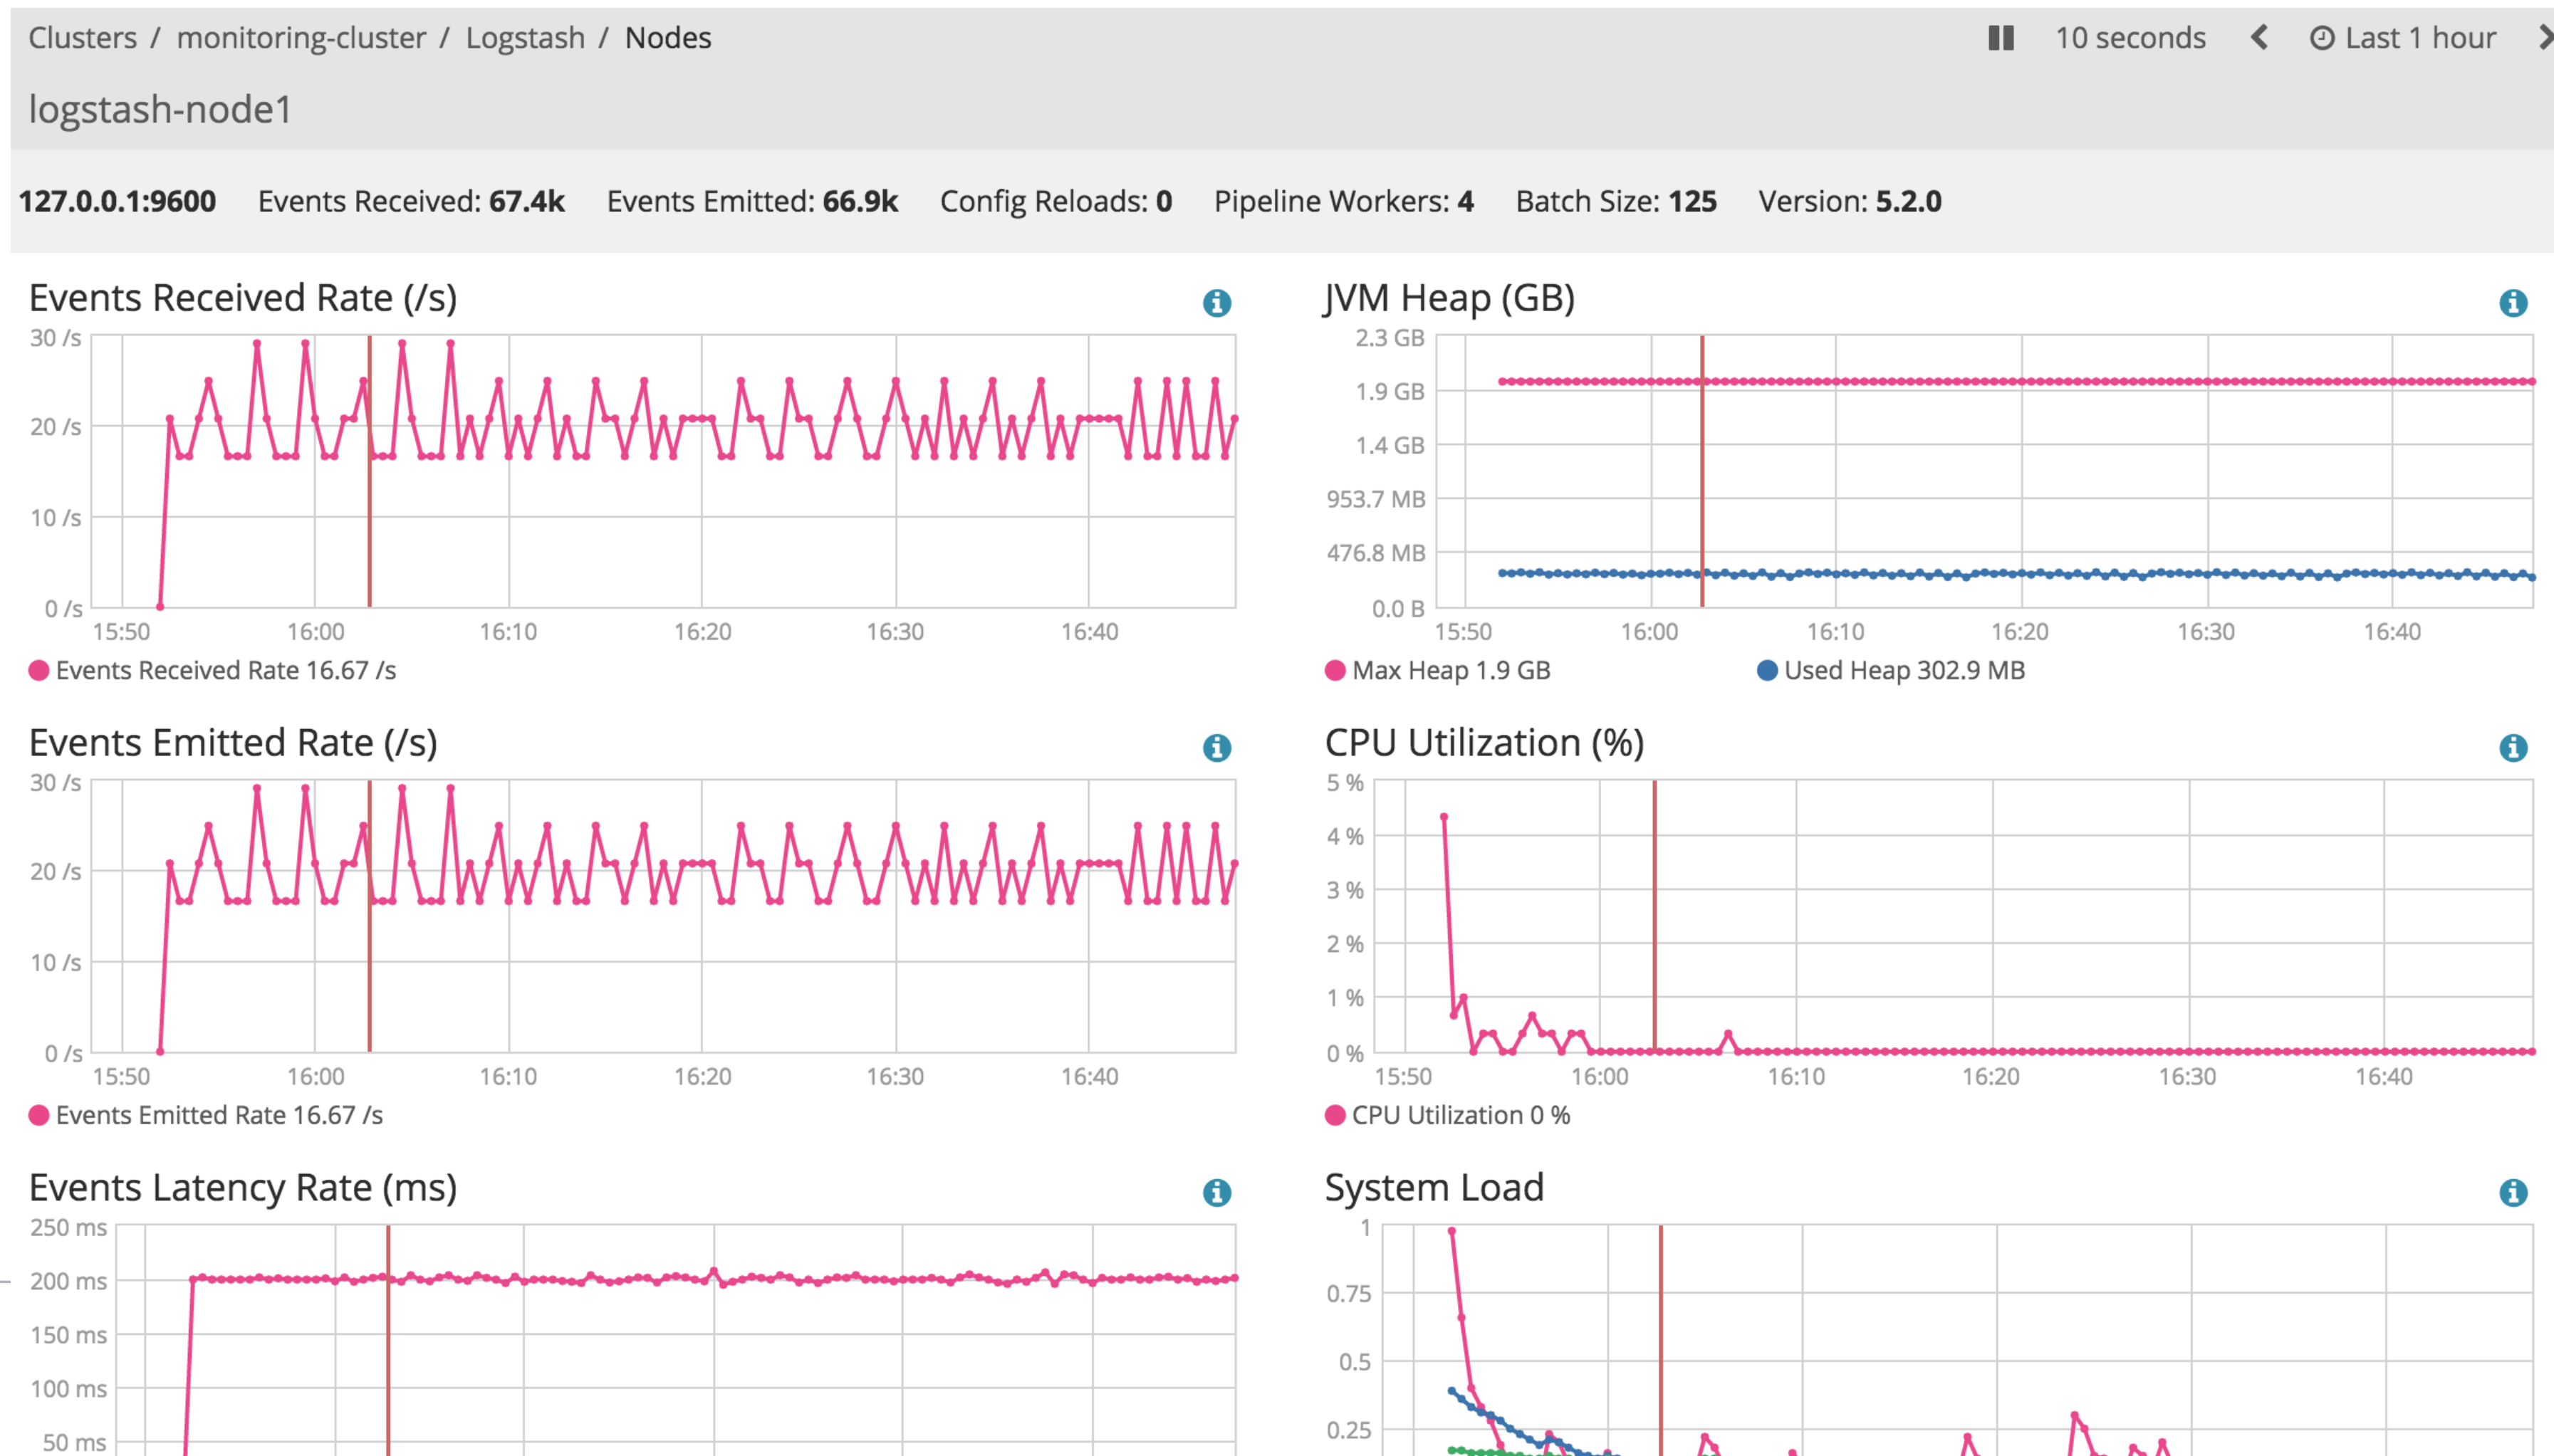 Clusters / monitoring-cluster / Logstash / Nodes 10 seconds Last 1 hour
logstash-node1
127.0.0.1:9600 Events Received: 67.4k Events Emitted: 66.9k Config Reloads: 0 Pipeline Workers: 4 Batch Size: 125 Version: 5.2.0
Events Received Rate (/s)
30 /s
20 /s
10 /s
0 /s
15:50 16:00 16:10 16:20 16:30 16:40
Events Received Rate 16.67 /s
JVM Heap (GB)
2.3 GB
1.9 GB
1.4 GB
953.7 MB
476.8 MB
0.0 B
15:50 16:00 16:10 16:20 16:30 16:40
Max Heap 1.9 GB Used Heap 302.9 MB
Events Emitted Rate (/s)
30 /s
20 /s
10 /s
0 /s
15:50 16:00 16:10 16:20 16:30 16:40
Events Emitted Rate 16.67 /s
CPU Utilization (%)
5 %
4 %
3 %
2 %
1 %
0 %
15:50 16:00 16:10 16:20 16:30 16:40
CPU Utilization 0 %
Events Latency Rate (ms)
250 ms
200 ms
150 ms
100 ms
50 ms
System Load
1
0.75
0.5
0.25